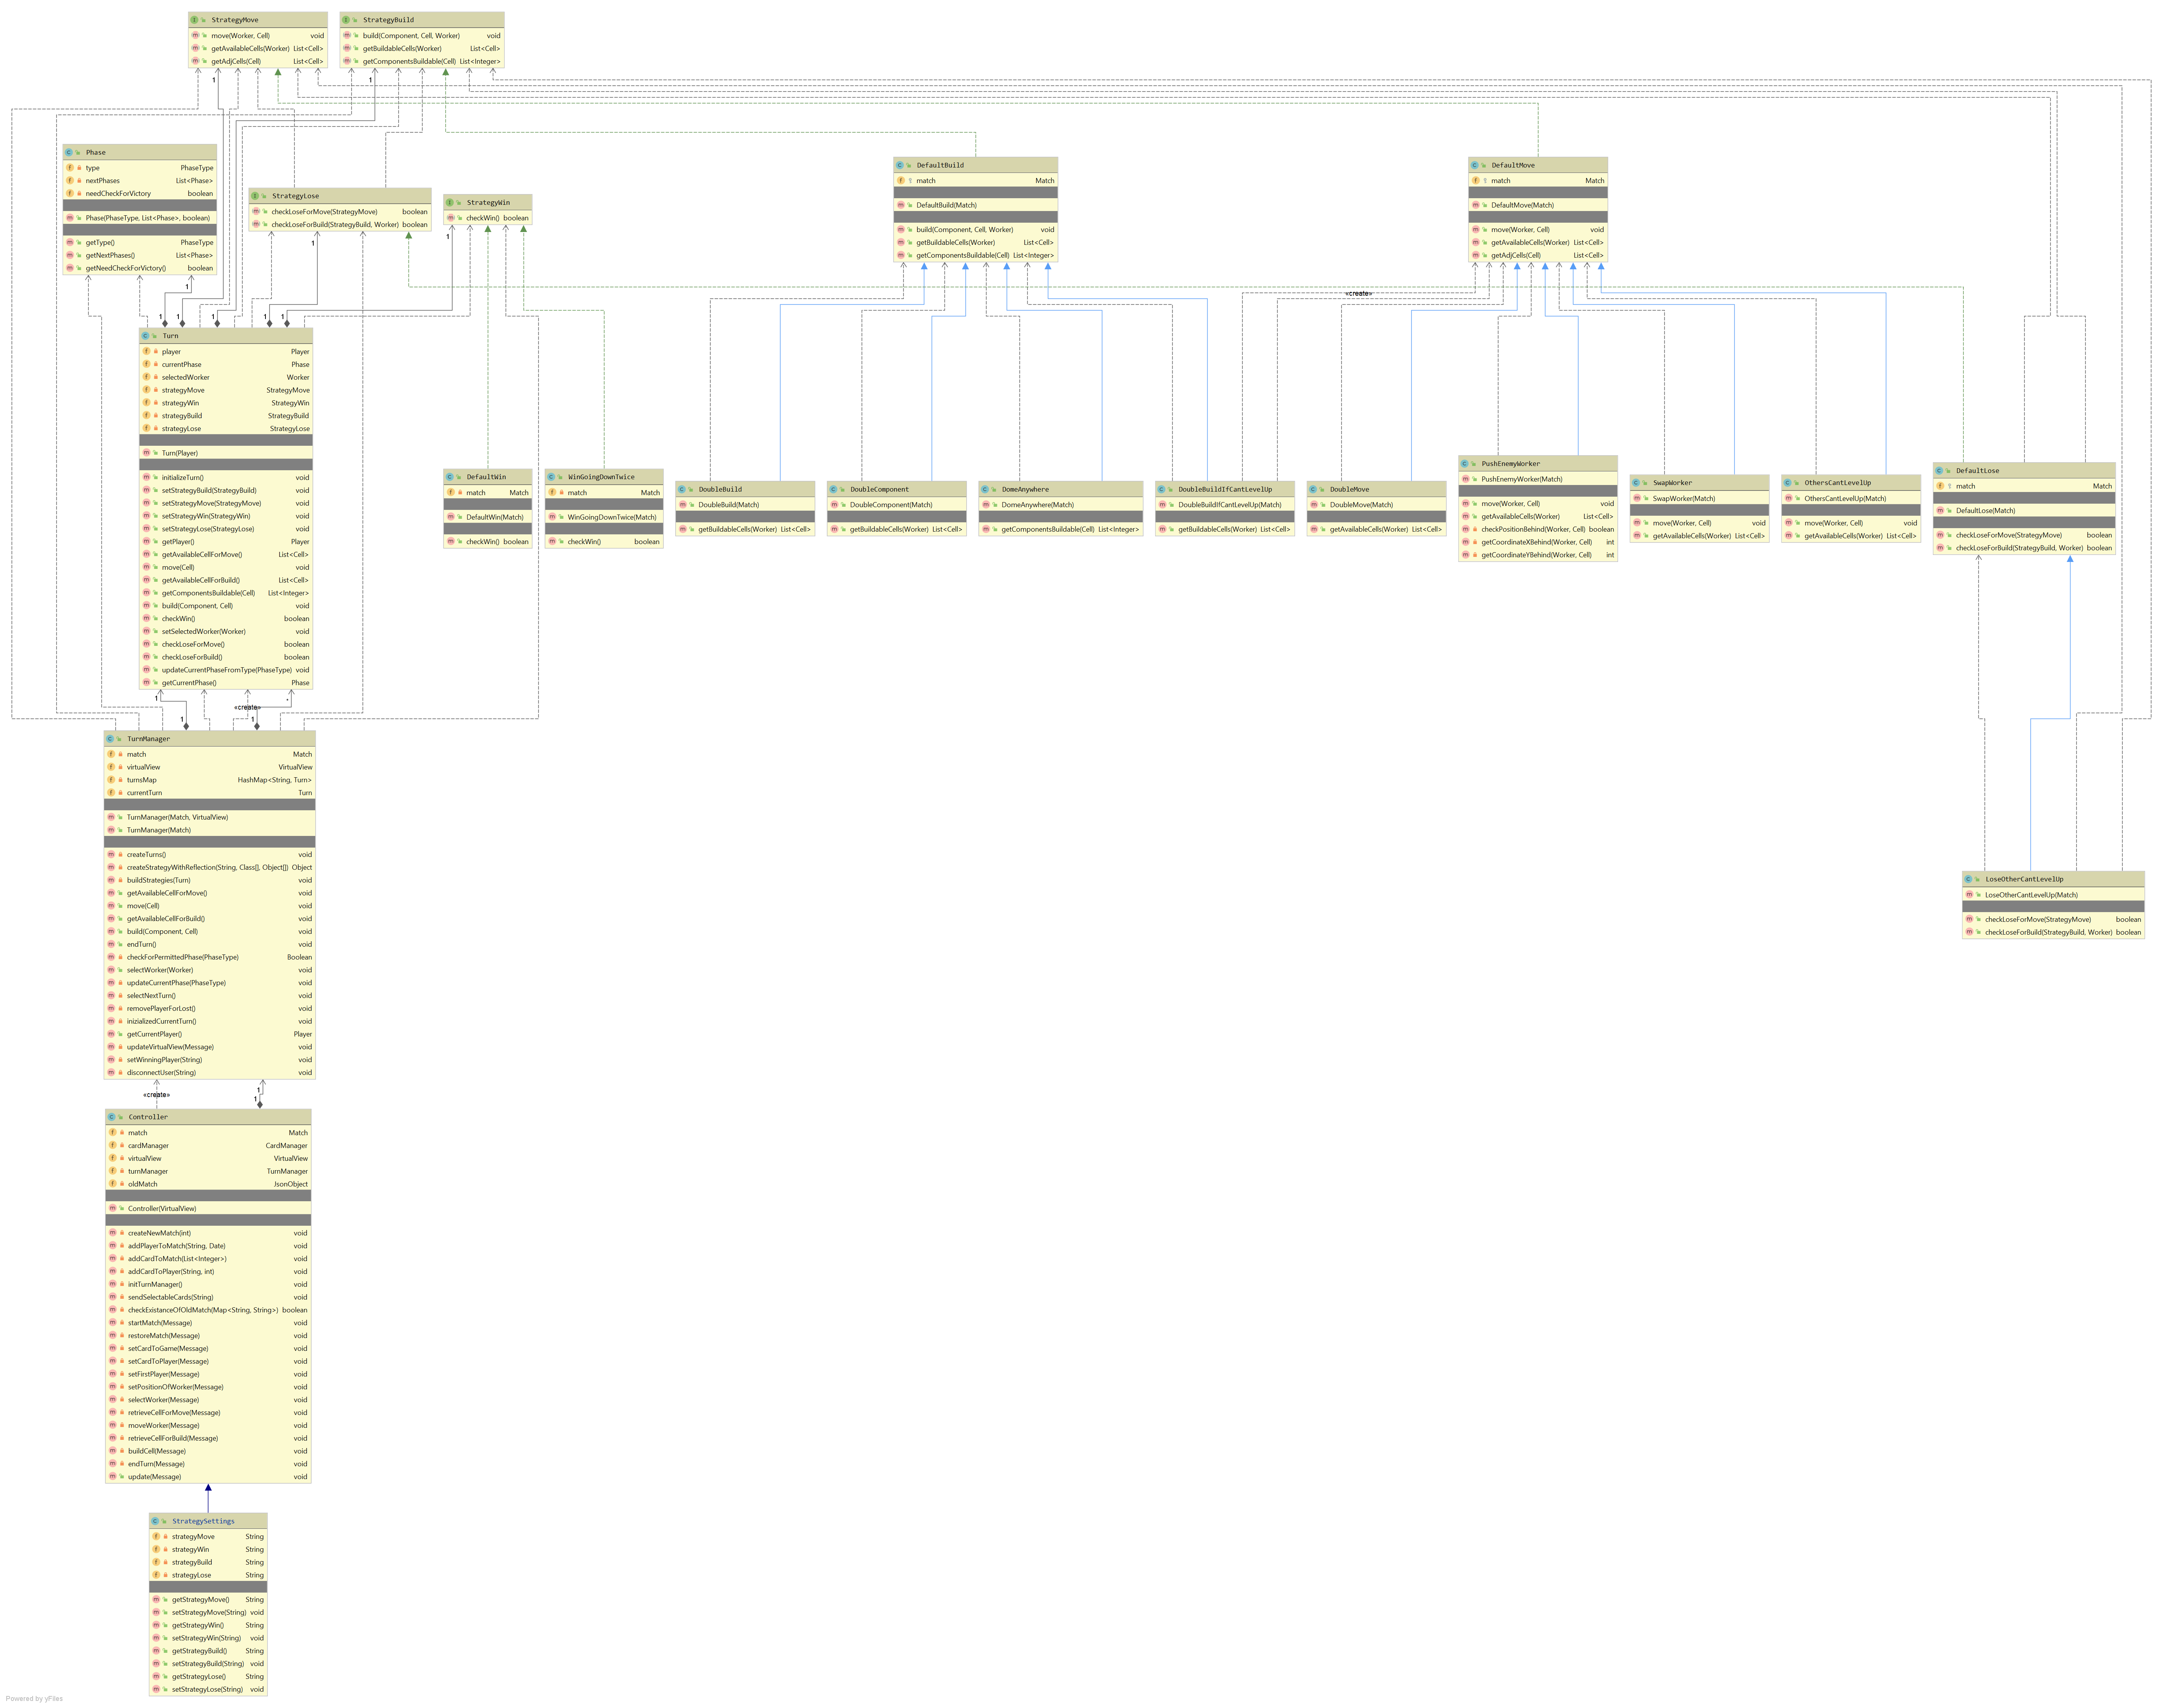 StrategyMove
move(Worker, Cell) void
getAvailableCells(Worker) List<Cell>
getAdjCells(Cell) List<Cell>
StrategyBuild
build(Component, Cell, Worker) void
getBuildableCells(Worker) List<Cell>
getComponentsBuildable(Cell) List<Integer>
1
1
Phase
type PhaseType
nextPhases List<Phase>
needCheckForVictory boolean
Phase(PhaseType, List<Phase>, boolean)
getType() PhaseType
getNextPhases() List<Phase>
getNeedCheckForVictory() boolean
StrategyLose
checkLoseForMove(StrategyMove) boolean
checkLoseForBuild(StrategyBuild, Worker) boolean
StrategyWin
checkWin() boolean
DefaultBuild
match Match
DefaultBuild(Match)
build(Component, Cell, Worker) void
getBuildableCells(Worker) List<Cell>
getComponentsBuildable(Cell) List<Integer>
DefaultMove
match Match
DefaultMove(Match)
move(Worker, Cell) void
getAvailableCells(Worker) List<Cell>
getAdjCells(Cell) List<Cell>
1
1
1
«create»
1
1
1
1
1
Turn
player Player
currentPhase Phase
selectedWorker Worker
strategyMove StrategyMove
strategyWin StrategyWin
strategyBuild StrategyBuild
strategyLose StrategyLose
Turn(Player)
initializeTurn() void
setStrategyBuild(StrategyBuild) void
setStrategyMove(StrategyMove) void
setStrategyWin(StrategyWin) void
setStrategyLose(StrategyLose) void
getPlayer() Player
getAvailableCellForMove() List<Cell>
move(Cell) void
getAvailableCellForBuild() List<Cell>
getComponentsBuildable(Cell) List<Integer>
build(Component, Cell) void
checkWin() boolean
setSelectedWorker(Worker) void
checkLoseForMove() boolean
checkLoseForBuild() boolean
updateCurrentPhaseFromType(PhaseType) void
getCurrentPhase() Phase
DefaultWin
match Match
DefaultWin(Match)
checkWin() boolean
WinGoingDownTwice
match Match
WinGoingDownTwice(Match)
checkWin() boolean
DoubleBuild
DoubleBuild(Match)
getBuildableCells(Worker) List<Cell>
DoubleComponent
DoubleComponent(Match)
getBuildableCells(Worker) List<Cell>
DomeAnywhere
DomeAnywhere(Match)
getComponentsBuildable(Cell) List<Integer>
DoubleBuildIfCantLevelUp
DoubleBuildIfCantLevelUp(Match)
getBuildableCells(Worker) List<Cell>
DoubleMove
DoubleMove(Match)
getAvailableCells(Worker) List<Cell>
PushEnemyWorker
PushEnemyWorker(Match)
move(Worker, Cell) void
getAvailableCells(Worker) List<Cell>
checkPositionBehind(Worker, Cell) boolean
getCoordinateXBehind(Worker, Cell) int
getCoordinateYBehind(Worker, Cell) int
SwapWorker
SwapWorker(Match)
move(Worker, Cell) void
getAvailableCells(Worker) List<Cell>
OthersCantLevelUp
OthersCantLevelUp(Match)
move(Worker, Cell) void
getAvailableCells(Worker) List<Cell>
DefaultLose
match Match
DefaultLose(Match)
checkLoseForMove(StrategyMove) boolean
checkLoseForBuild(StrategyBuild, Worker) boolean
1
*
«create»
1
1
TurnManager
match Match
virtualView VirtualView
turnsMap HashMap<String, Turn>
currentTurn Turn
TurnManager(Match, VirtualView)
TurnManager(Match)
createTurns() void
createStrategyWithReflection(String, Class[], Object[]) Object
buildStrategies(Turn) void
getAvailableCellForMove() void
move(Cell) void
getAvailableCellForBuild() void
build(Component, Cell) void
endTurn() void
checkForPermittedPhase(PhaseType) Boolean
selectWorker(Worker) void
updateCurrentPhase(PhaseType) void
selectNextTurn() void
removePlayerForLost() void
inizializedCurrentTurn() void
getCurrentPlayer() Player
updateVirtualView(Message) void
setWinningPlayer(String) void
disconnectUser(String) void
LoseOtherCantLevelUp
LoseOtherCantLevelUp(Match)
checkLoseForMove(StrategyMove) boolean
checkLoseForBuild(StrategyBuild, Worker) boolean
«create»
1
1
Controller
match Match
cardManager CardManager
virtualView VirtualView
turnManager TurnManager
oldMatch JsonObject
Controller(VirtualView)
createNewMatch(int) void
addPlayerToMatch(String, Date) void
addCardToMatch(List<Integer>) void
addCardToPlayer(String, int) void
initTurnManager() void
sendSelectableCards(String) void
checkExistanceOfOldMatch(Map<String, String>) boolean
startMatch(Message) void
restoreMatch(Message) void
setCardToGame(Message) void
setCardToPlayer(Message) void
setFirstPlayer(Message) void
setPositionOfWorker(Message) void
selectWorker(Message) void
retrieveCellForMove(Message) void
moveWorker(Message) void
retrieveCellForBuild(Message) void
buildCell(Message) void
endTurn(Message) void
update(Message) void
StrategySettings
strategyMove String
strategyWin String
strategyBuild String
strategyLose String
getStrategyMove() String
setStrategyMove(String) void
getStrategyWin() String
setStrategyWin(String) void
getStrategyBuild() String
setStrategyBuild(String) void
getStrategyLose() String
setStrategyLose(String) void
Powered by yFiles